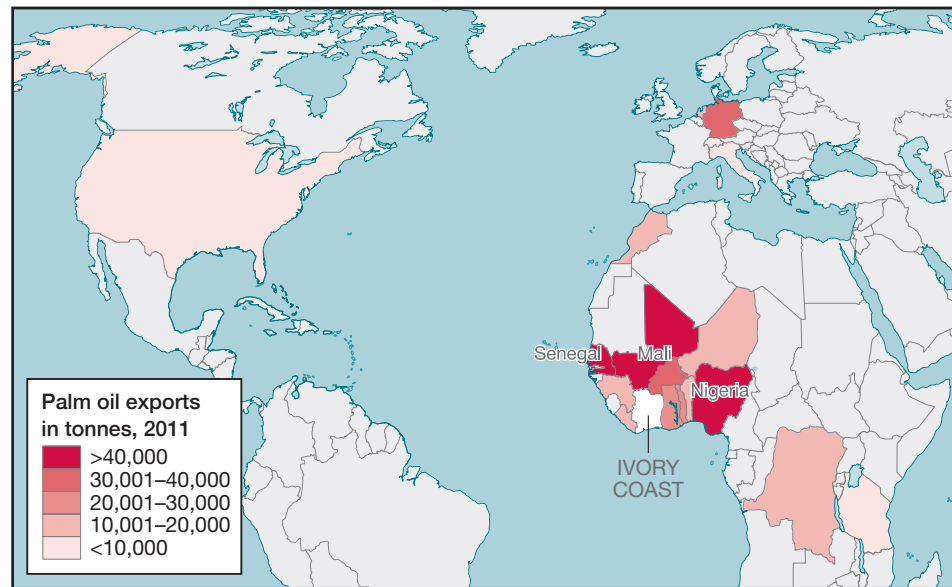 Senegal
Mali
Nigeria
IVORY
COAST
Palm oil exports
in tonnes, 2011
>40,000
30,001–40,000
20,001–30,000
10,001–20,000
<10,000